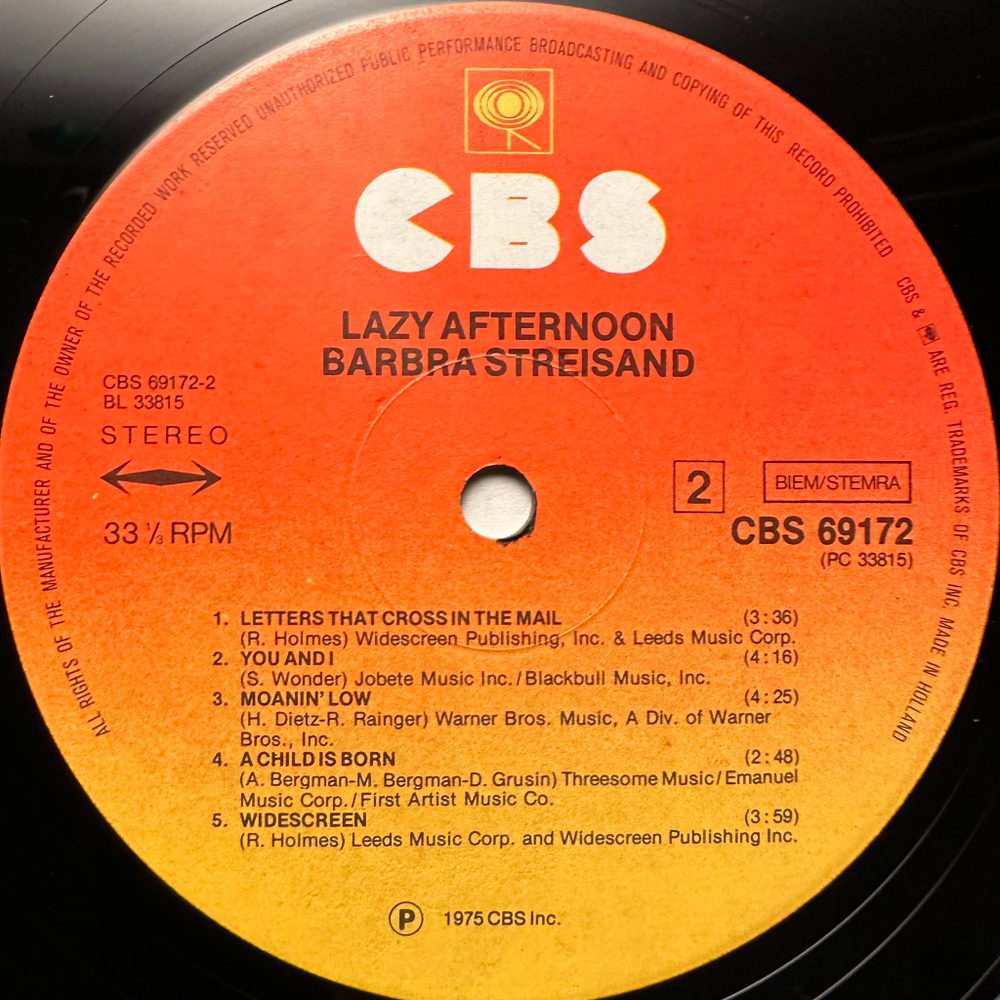 ALL RIGHTS OF THE MANUFACTURER AND OF THE OWNER OF THE RECORDED WORK RESERVED UNAUTHORIZED PUBLIC PERFORMANCE BROADCASTING AND COPYING OF THIS RECORD PROHIBITED CBS & ARE REG. TRADEMARKS OF CBS INC. MADE IN HOLLAND
CBS
LAZY AFTERNOON
BARBRA STREISAND
CBS 69172-2
BL 33815
STEREO
33 ⅓ RPM
2
BIEM/STEMRA
CBS 69172
(PC 33815)
1. LETTERS THAT CROSS IN THE MAIL (3:36)
(R. Holmes) Widescreen Publishing, Inc. & Leeds Music Corp.
2. YOU AND I (4:16)
(S. Wonder) Jobete Music Inc./Blackbull Music, Inc.
3. MOANIN' LOW (4:25)
(H. Dietz-R. Rainger) Warner Bros. Music, A Div. of Warner
Bros., Inc.
4. A CHILD IS BORN (2:48)
(A. Bergman-M. Bergman-D. Grusin) Threesome Music/Emanuel
Music Corp./First Artist Music Co.
5. WIDESCREEN (3:59)
(R. Holmes) Leeds Music Corp. and Widescreen Publishing Inc.
Ⓟ 1975 CBS Inc.